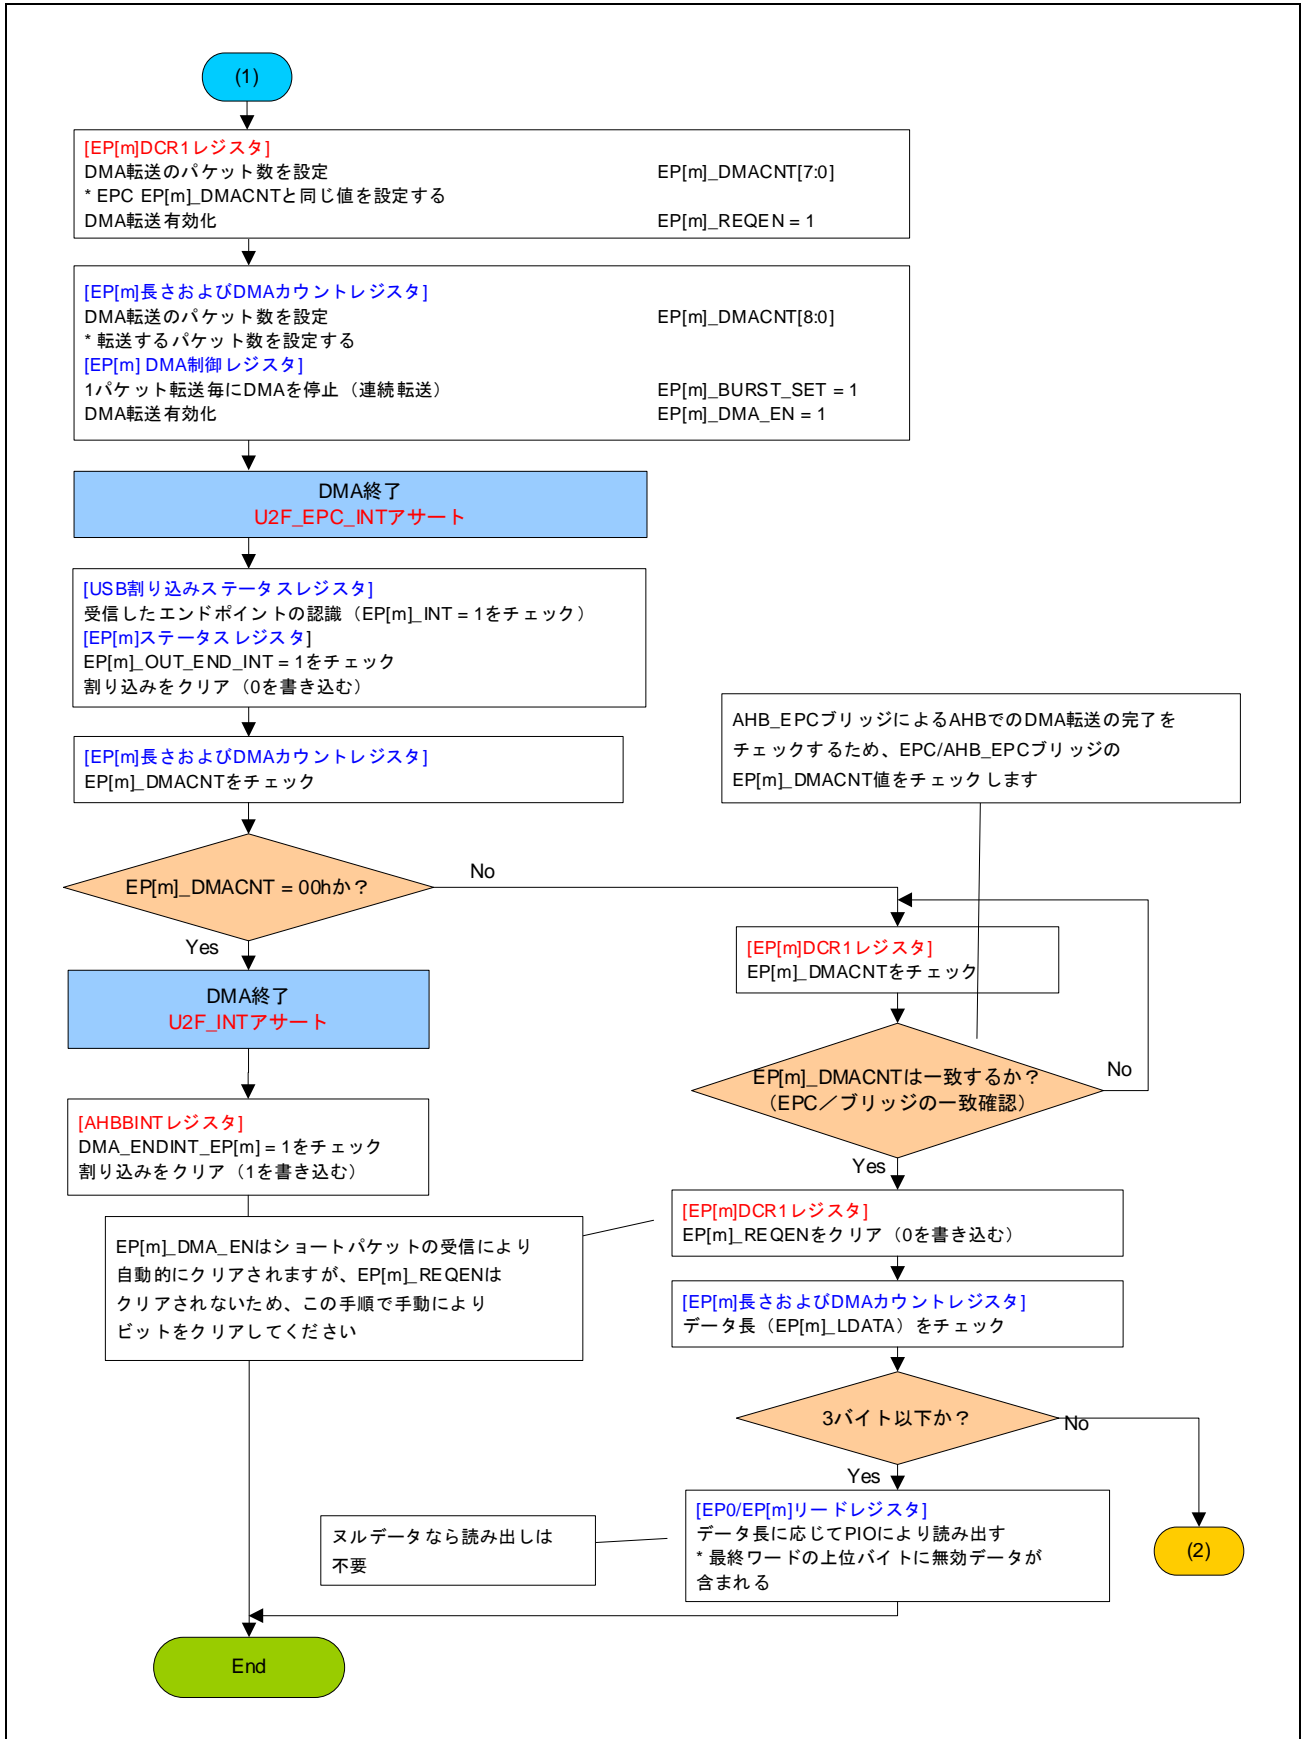 (1)
[EP[m]DCR1レジスタ]
DMA転送のパケット数を設定 EP[m]_DMACNT[7:0]
* EPC EP[m]_DMACNTと同じ値を設定する
DMA転送有効化 EP[m]_REQEN = 1
[EP[m]長さおよびDMAカウントレジスタ]
DMA転送のパケット数を設定 EP[m]_DMACNT[8:0]
* 転送するパケット数を設定する
[EP[m] DMA制御レジスタ]
1パケット転送毎にDMAを停止（連続転送） EP[m]_BURST_SET = 1
DMA転送有効化 EP[m]_DMA_EN = 1
DMA終了
U2F_EPC_INTアサート
[USB割り込みステータスレジスタ]
受信したエンドポイントの認識（EP[m]_INT = 1をチェック）
[EP[m]ステータスレジスタ]
EP[m]_OUT_END_INT = 1をチェック
割り込みをクリア（0を書き込む）
[EP[m]長さおよびDMAカウントレジスタ]
EP[m]_DMACNTをチェック
AHB_EPCブリッジによるAHBでのDMA転送の完了を
チェックするため、EPC/AHB_EPCブリッジの
EP[m]_DMACNT値をチェックします
EP[m]_DMACNT = 00hか？
No
Yes
DMA終了
U2F_INTアサート
[AHBBINTレジスタ]
DMA_ENDINT_EP[m] = 1をチェック
割り込みをクリア（1を書き込む）
[EP[m]DCR1レジスタ]
EP[m]_DMACNTをチェック
EP[m]_DMACNTは一致するか？
（EPC／ブリッジの一致確認）
No
Yes
[EP[m]DCR1レジスタ]
EP[m]_REQENをクリア（0を書き込む）
EP[m]_DMA_ENはショートパケットの受信により
自動的にクリアされますが、EP[m]_REQENは
クリアされないため、この手順で手動により
ビットをクリアしてください
[EP[m]長さおよびDMAカウントレジスタ]
データ長（EP[m]_LDATA）をチェック
3バイト以下か？
No
Yes
[EP0/EP[m]リードレジスタ]
データ長に応じてPIOにより読み出す
* 最終ワードの上位バイトに無効データが
含まれる
ヌルデータなら読み出しは
不要
(2)
End